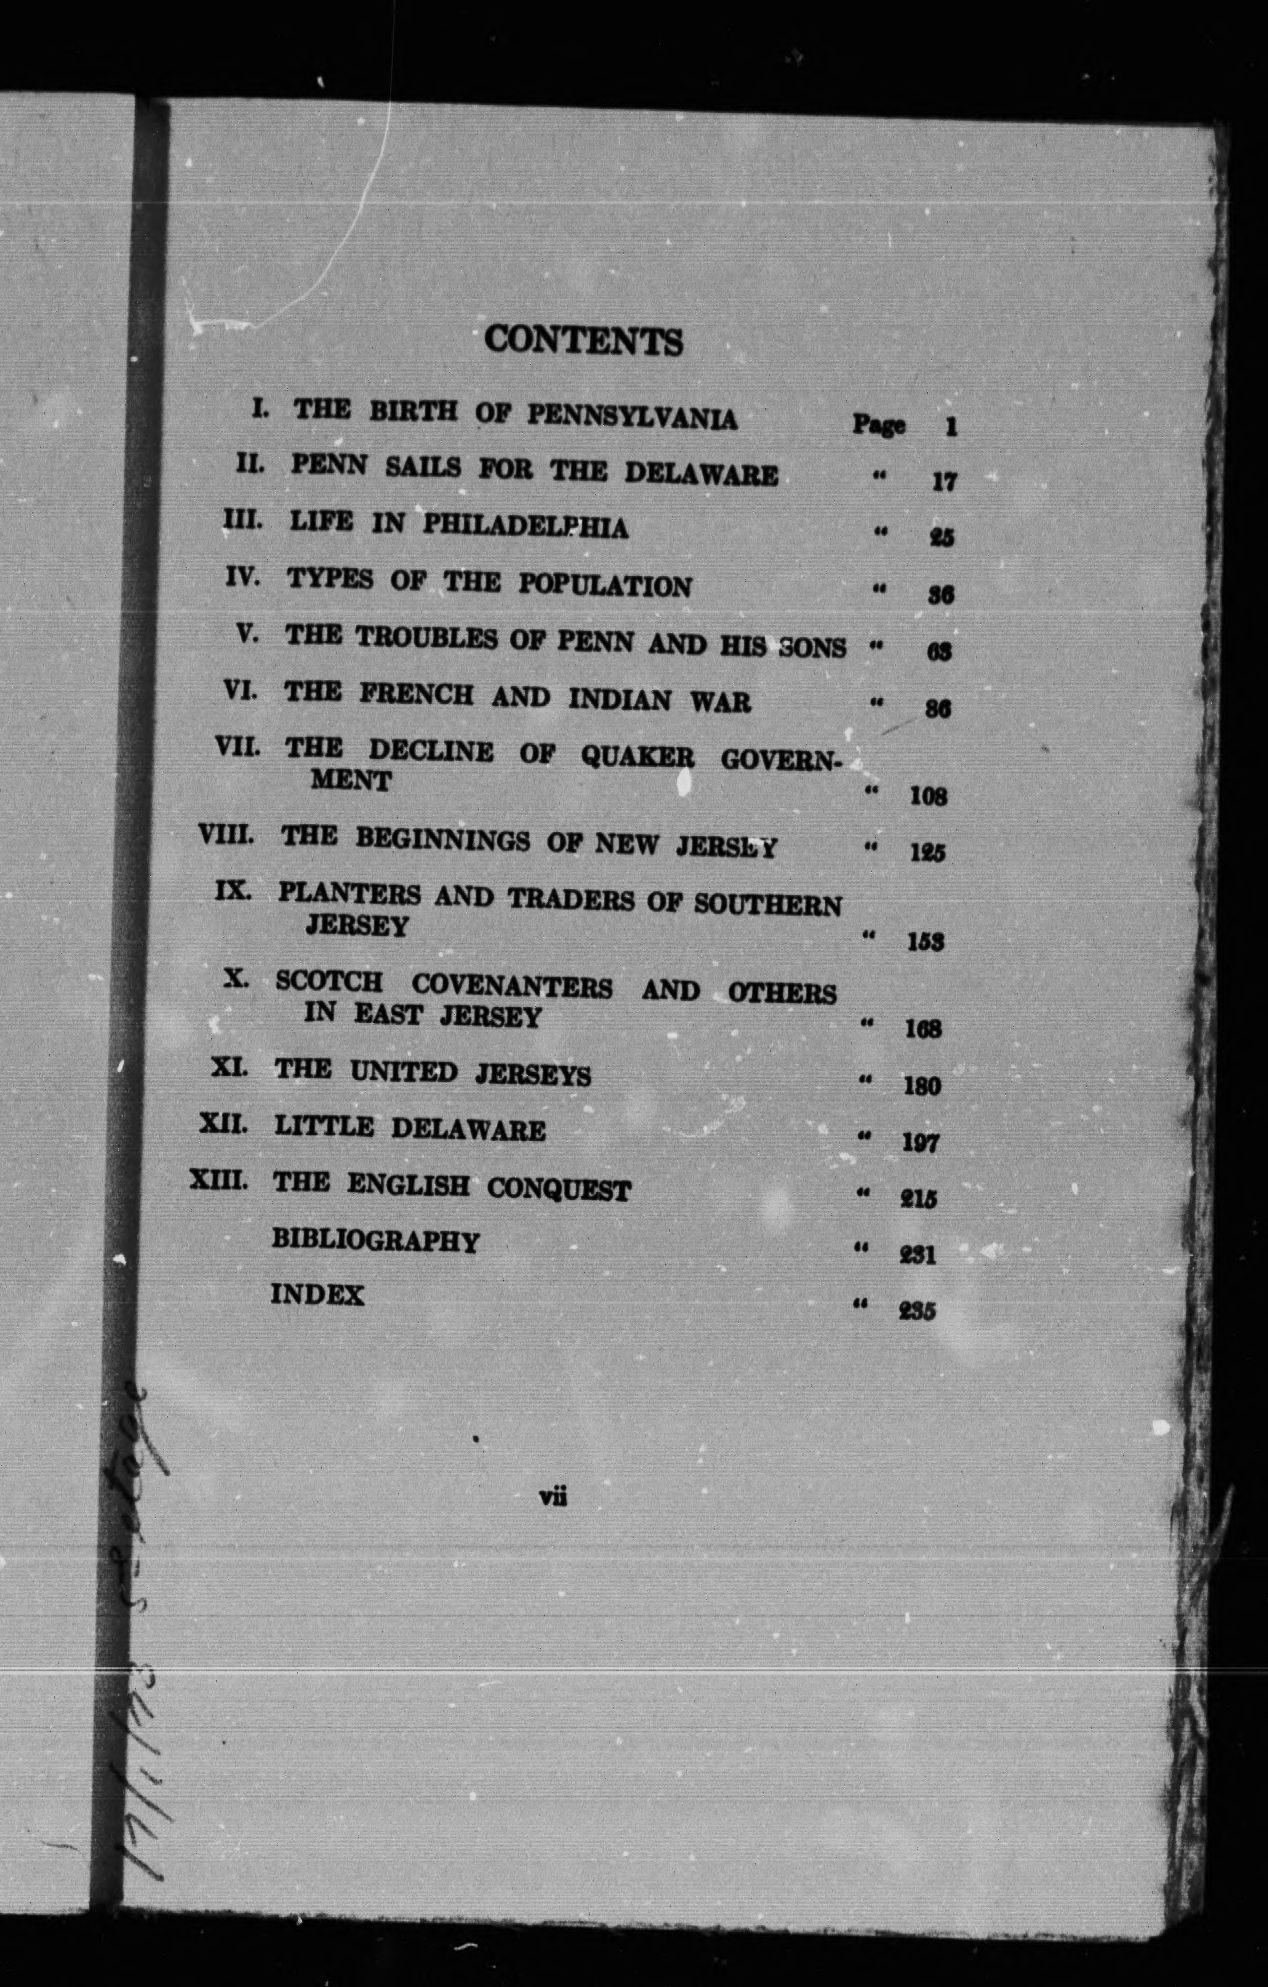 CONTENTS
I. THE BIRTH OF PENNSYLVANIA Page 1
II. PENN SAILS FOR THE DELAWARE " 17
III. LIFE IN PHILADELPHIA " 25
IV. TYPES OF THE POPULATION " 36
V. THE TROUBLES OF PENN AND HIS SONS " 63
VI. THE FRENCH AND INDIAN WAR " 86
VII. THE DECLINE OF QUAKER GOVERN-
MENT " 108
VIII. THE BEGINNINGS OF NEW JERSEY " 125
IX. PLANTERS AND TRADERS OF SOUTHERN
JERSEY " 153
X. SCOTCH COVENANTERS AND OTHERS
IN EAST JERSEY " 168
XI. THE UNITED JERSEYS " 180
XII. LITTLE DELAWARE " 197
XIII. THE ENGLISH CONQUEST " 215
BIBLIOGRAPHY " 231
INDEX " 235
vii